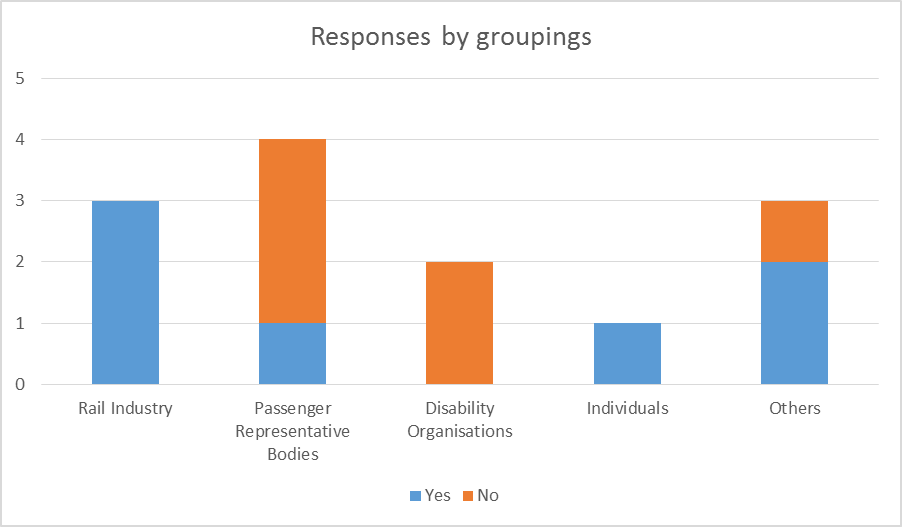 Responses by groupings
5
4
3
2
1
0
Rail Industry
Passenger
Representative
Bodies
Disability
Organisations
Individuals
Others
Yes No